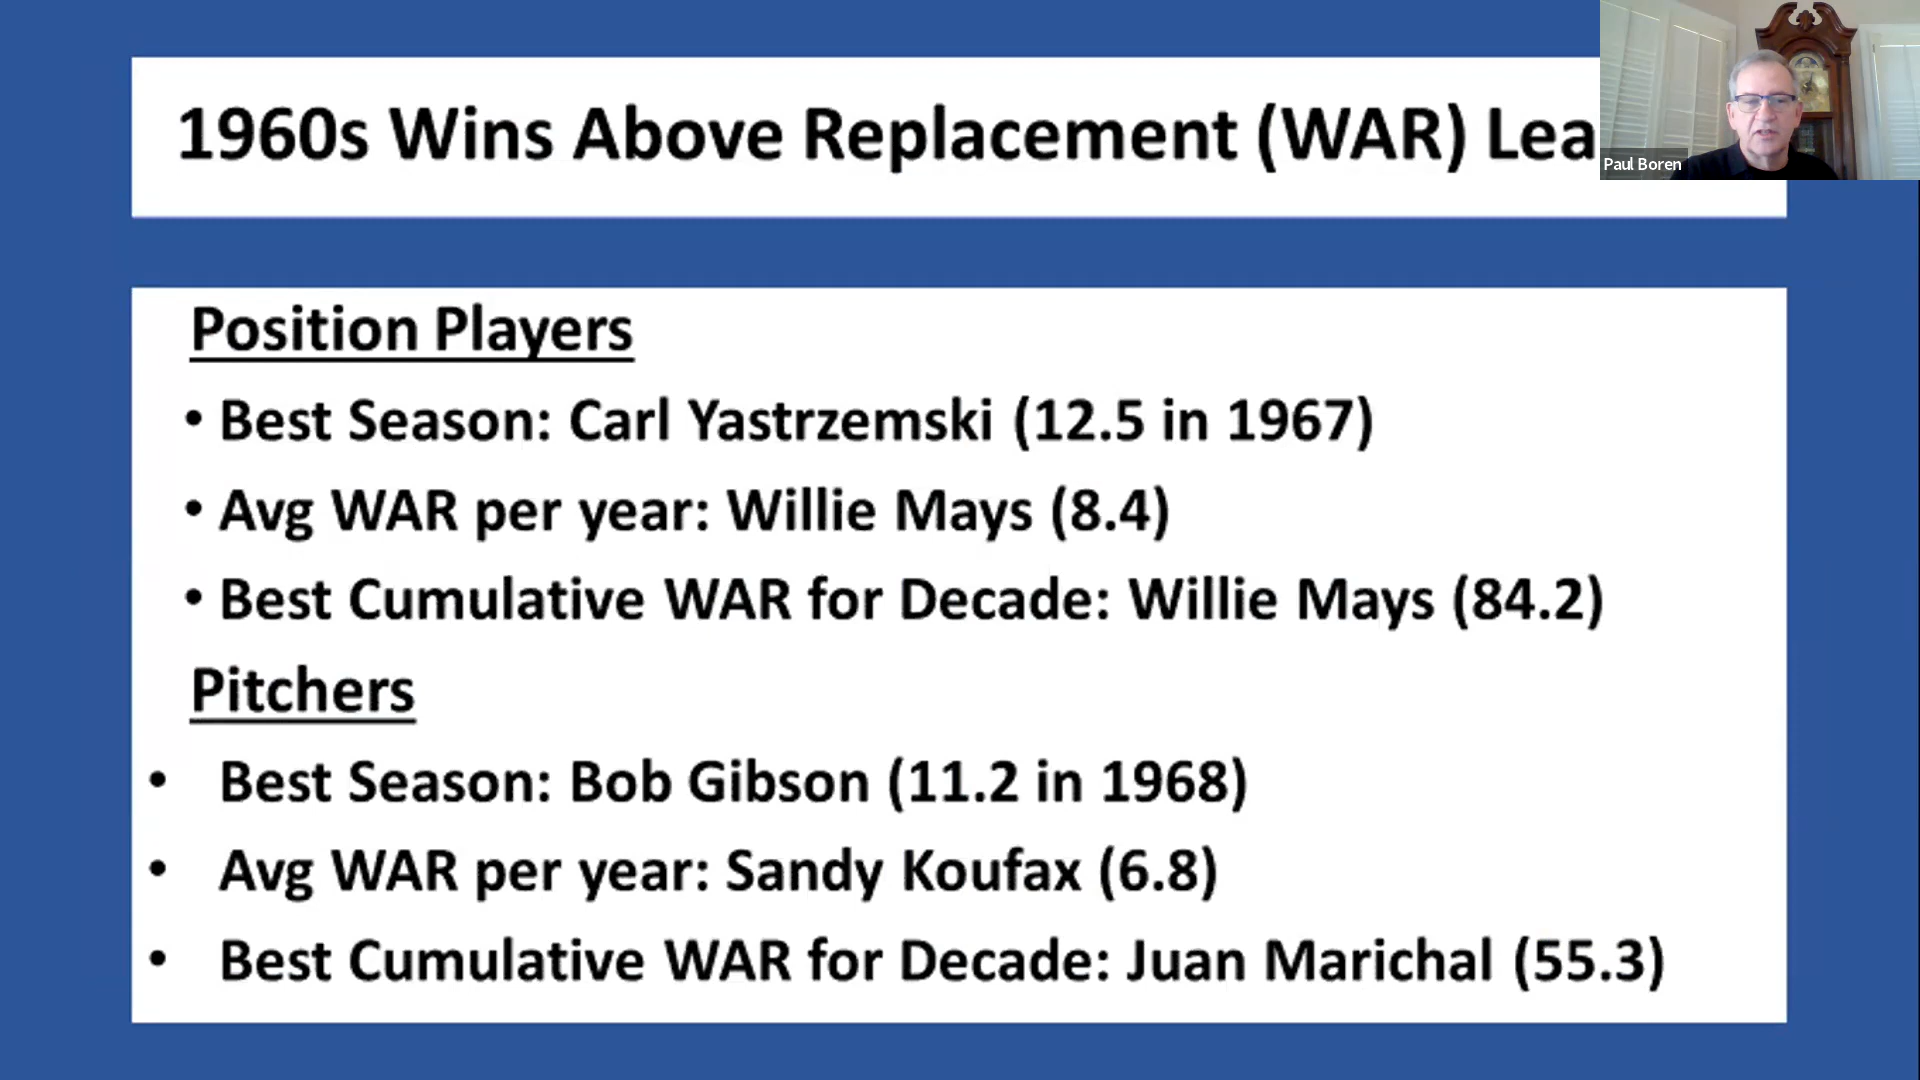 1960s Wins Above Replacement (WAR) Lea
Paul Boren
Position Players
• Best Season: Carl Yastrzemski (12.5 in 1967)
• Avg WAR per year: Willie Mays (8.4)
• Best Cumulative WAR for Decade: Willie Mays (84.2)
Pitchers
• Best Season: Bob Gibson (11.2 in 1968)
• Avg WAR per year: Sandy Koufax (6.8)
• Best Cumulative WAR for Decade: Juan Marichal (55.3)